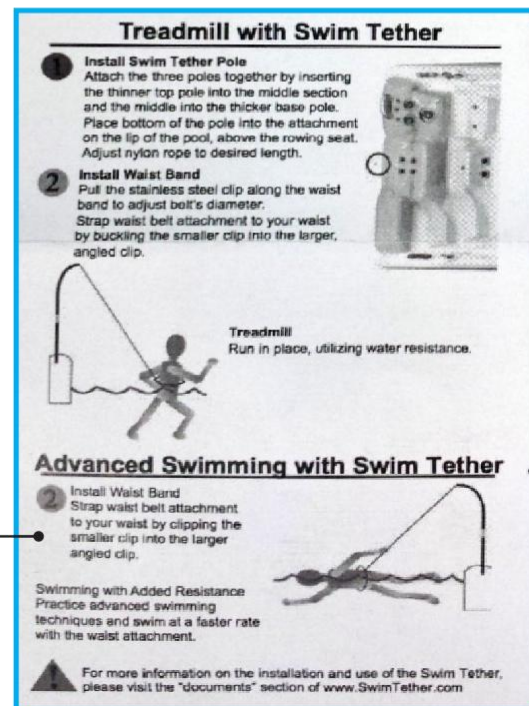 Treadmill with Swim Tether
1
Install Swim Tether Pole
Attach the three poles together by inserting
the thinner top pole into the middle section
and the middle into the thicker base pole.
Place bottom of the pole into the attachment
on the lip of the pool, above the rowing seat.
Adjust nylon rope to desired length.
2
Install Waist Band
Pull the stainless steel clip along the waist
band to adjust belt's diameter.
Strap waist belt attachment to your waist
by buckling the smaller clip into the larger,
angled clip.
Treadmill
Run in place, utilizing water resistance.
Advanced Swimming with Swim Tether
2
Install Waist Band
Strap waist belt attachment
to your waist by clipping the
smaller clip into the larger
angled clip.
Swimming with Added Resistance
Practice advanced swimming
techniques and swim at a faster rate
with the waist attachment.
For more information on the installation and use of the Swim Tether,
please visit the "documents" section of www.SwimTether.com